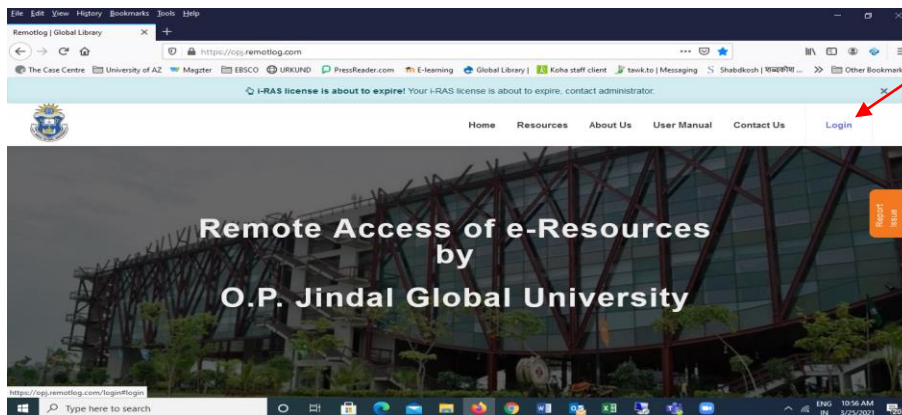 File Edit View History Bookmarks Tools Help
Remotlog | Global Library
https://opj.remotlog.com
The Case Centre University of AZ Magzter EBSCO URKUND PressReader.com E-learning Global Library | Koha staff client tawk.to | Messaging Shabdkosh | शब्दकोश ... Other Bookmark
i-RAS license is about to expire! Your i-RAS license is about to expire, contact administrator.
Home Resources About Us User Manual Contact Us Login
Report Issue
Remote Access of e-Resources
by
O.P. Jindal Global University
https://opj.remotlog.com/login#login
Type here to search
ENG 10:56 AM
IN 3/25/2021